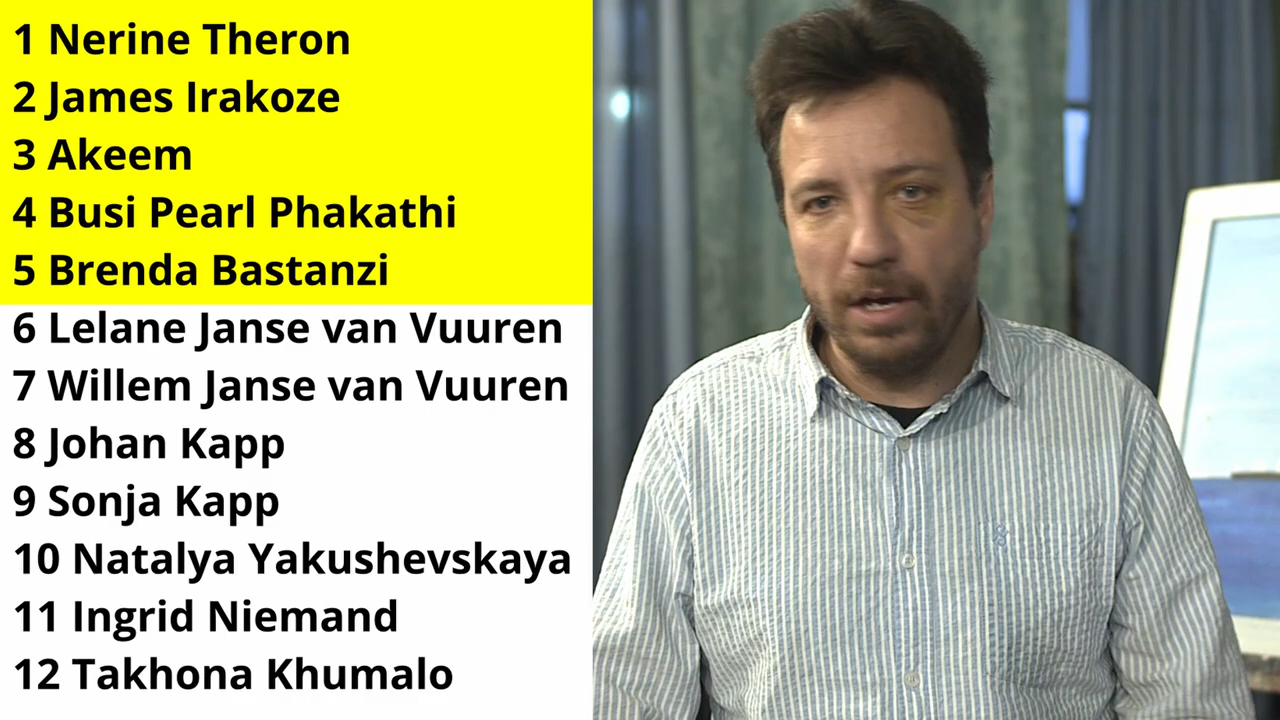 1 Nerine Theron
2 James Irakoze
3 Akeem
4 Busi Pearl Phakathi
5 Brenda Bastanzi
6 Lelane Janse van Vuuren
7 Willem Janse van Vuuren
8 Johan Kapp
9 Sonja Kapp
10 Natalya Yakushevskaya
11 Ingrid Niemand
12 Takhona Khumalo